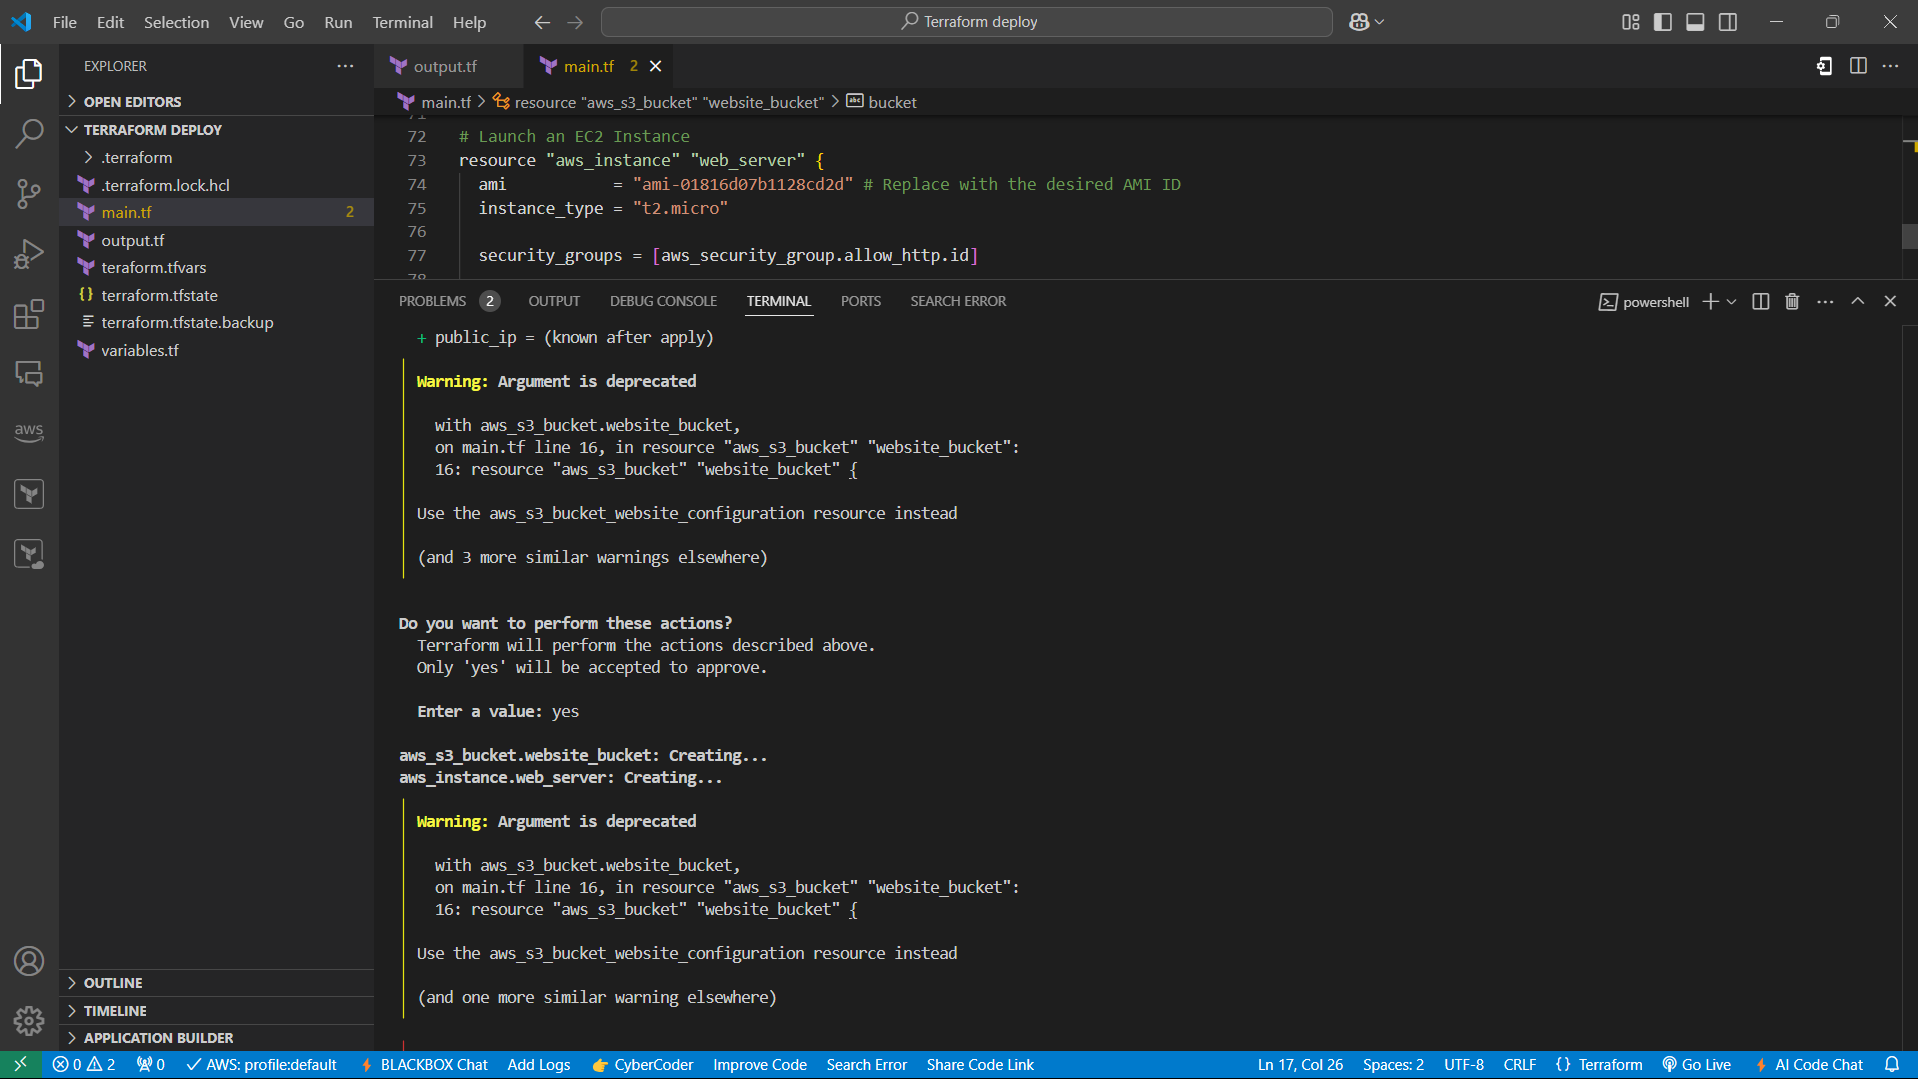 File Edit Selection View Go Run Terminal Help
Terraform deploy
EXPLORER
OPEN EDITORS
TERRAFORM DEPLOY
.terraform
.terraform.lock.hcl
main.tf 2
output.tf
teraform.tfvars
terraform.tfstate
terraform.tfstate.backup
variables.tf
aws
OUTLINE
TIMELINE
APPLICATION BUILDER
output.tf
main.tf 2
main.tf > resource "aws_s3_bucket" "website_bucket" > bucket
71
72 # Launch an EC2 Instance
73 resource "aws_instance" "web_server" {
74 ami = "ami-01816d07b1128cd2d" # Replace with the desired AMI ID
75 instance_type = "t2.micro"
76
77 security_groups = [aws_security_group.allow_http.id]
78
PROBLEMS 2 OUTPUT DEBUG CONSOLE TERMINAL PORTS SEARCH ERROR
powershell
+ public_ip = (known after apply)
Warning: Argument is deprecated
with aws_s3_bucket.website_bucket,
on main.tf line 16, in resource "aws_s3_bucket" "website_bucket":
16: resource "aws_s3_bucket" "website_bucket" {
Use the aws_s3_bucket_website_configuration resource instead
(and 3 more similar warnings elsewhere)
Do you want to perform these actions?
Terraform will perform the actions described above.
Only 'yes' will be accepted to approve.
Enter a value: yes
aws_s3_bucket.website_bucket: Creating...
aws_instance.web_server: Creating...
Warning: Argument is deprecated
with aws_s3_bucket.website_bucket,
on main.tf line 16, in resource "aws_s3_bucket" "website_bucket":
16: resource "aws_s3_bucket" "website_bucket" {
Use the aws_s3_bucket_website_configuration resource instead
(and one more similar warning elsewhere)
0 2 0 AWS: profile:default BLACKBOX Chat Add Logs CyberCoder Improve Code Search Error Share Code Link Ln 17, Col 26 Spaces: 2 UTF-8 CRLF {} Terraform Go Live AI Code Chat